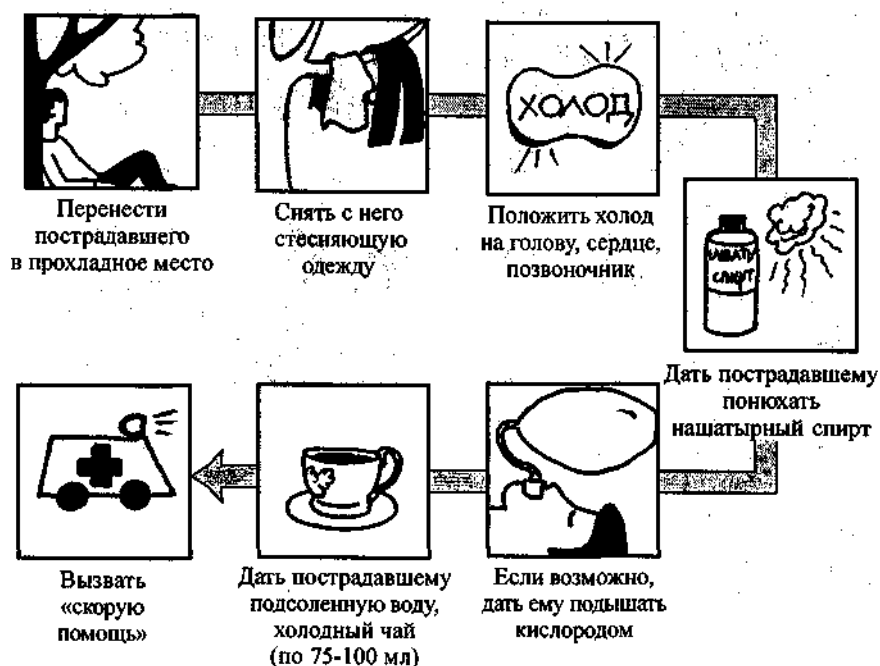 Перенести
пострадавшего
в прохладное место
Снять с него
стесняющую
одежду
ХОЛОД
Положить холод
на голову, сердце,
позвоночник
СПИРТ
Дать пострадавшему
понюхать
нашатырный спирт
Если возможно,
дать ему подышать
кислородом
Дать пострадавшему
подсоленную воду,
холодный чай
(по 75-100 мл)
Вызвать
«скорую
помощь»